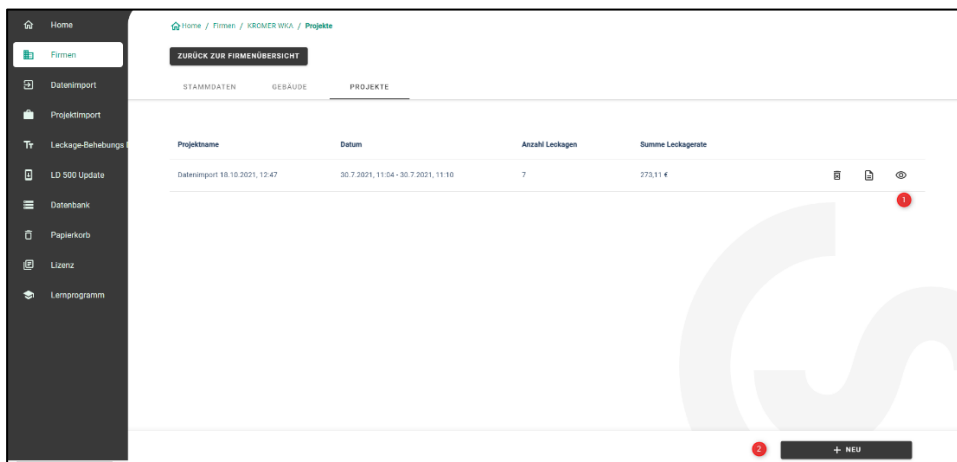 Home
Firmen
Datenimport
Projektimport
Leckage-Behebungs
LD 500 Update
Datenbank
Papierkorb
Lizenz
Lernprogramm
Home / Firmen / KROMER WKA / Projekte
ZURÜCK ZUR FIRMENÜBERSICHT
STAMMDATEN GEBÄUDE PROJEKTE
Projektname Datum Anzahl Leckagen Summe Leckagerate
Datenimport 18.10.2021, 12:47 30.7.2021, 11:04 - 30.7.2021, 11:10 7 273,11 €
1
2 + NEU